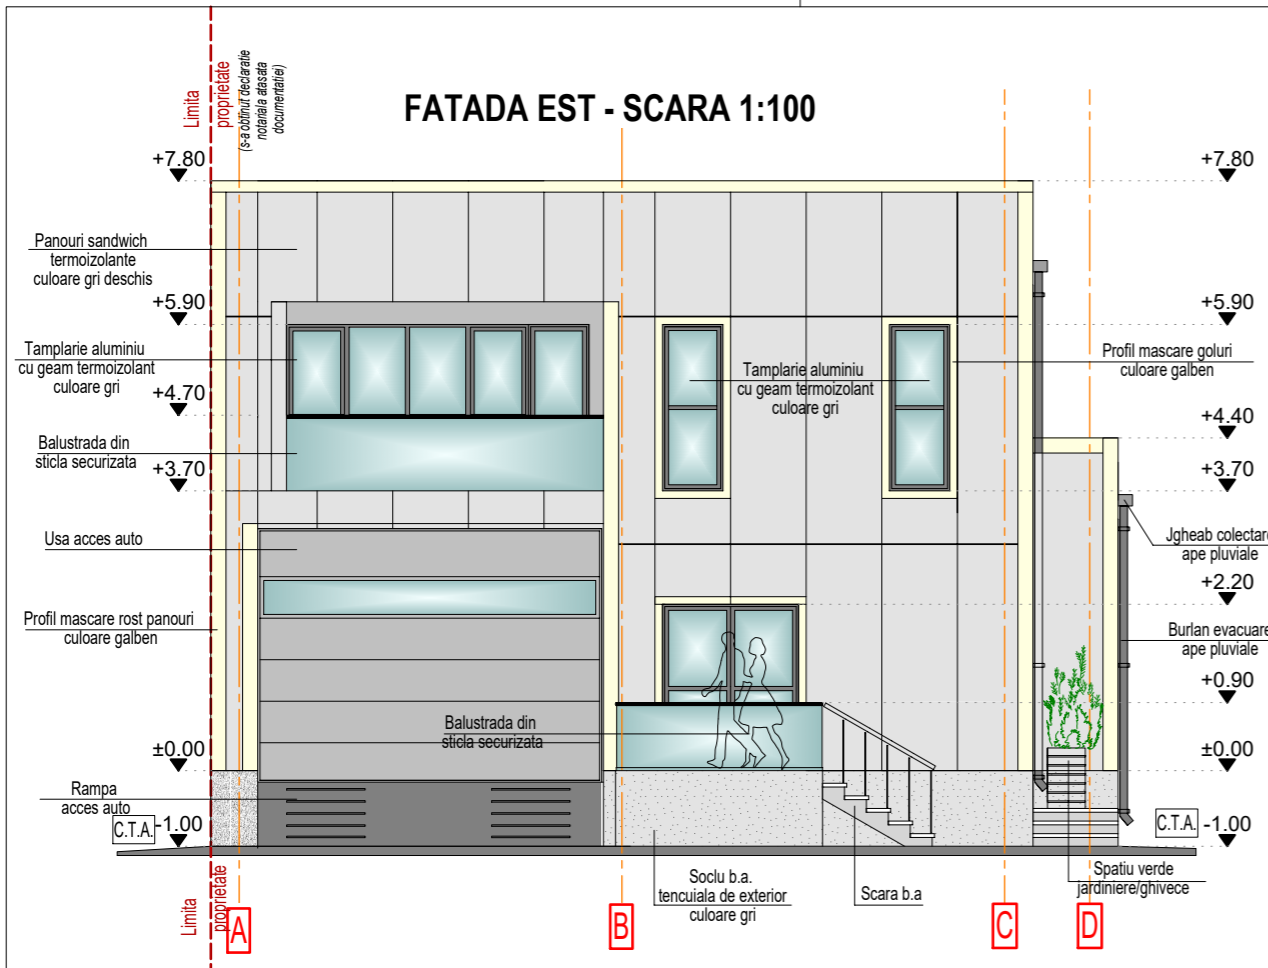 Limita
proprietate
(s-a obtinut declaratie
notariala atasata
documentatiei)
FATADA EST - SCARA 1:100
+7.80
+7.80
Panouri sandwich
termoizolante
culoare gri deschis
+5.90
+5.90
Tamplarie aluminiu
cu geam termoizolant
culoare gri
Tamplarie aluminiu
cu geam termoizolant
culoare gri
Profil mascare goluri
culoare galben
+4.70
+4.40
Balustrada din
sticla securizata
+3.70
+3.70
Usa acces auto
Jgheab colectare
ape pluviale
+2.20
Profil mascare rost panouri
culoare galben
Burlan evacuare
ape pluviale
+0.90
Balustrada din
sticla securizata
±0.00
±0.00
Rampa
acces auto
C.T.A.
-1.00
C.T.A.
-1.00
Soclu b.a.
tencuiala de exterior
culoare gri
Scara b.a
Spatiu verde
jardiniere/ghivece
Limita
proprietate
A
B
C
D